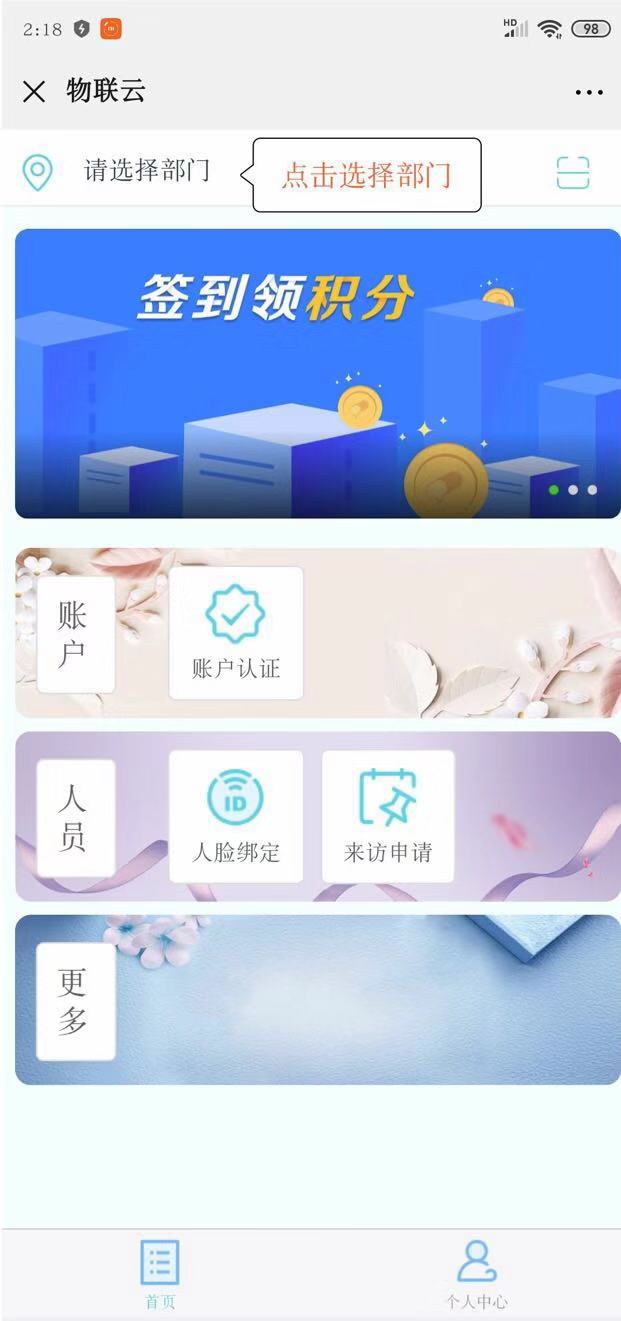 2:18
HD
98
物联云
请选择部门
点击选择部门
签到领积分
账户
账户认证
人员
ID
人脸绑定
来访申请
更多
首页
个人中心